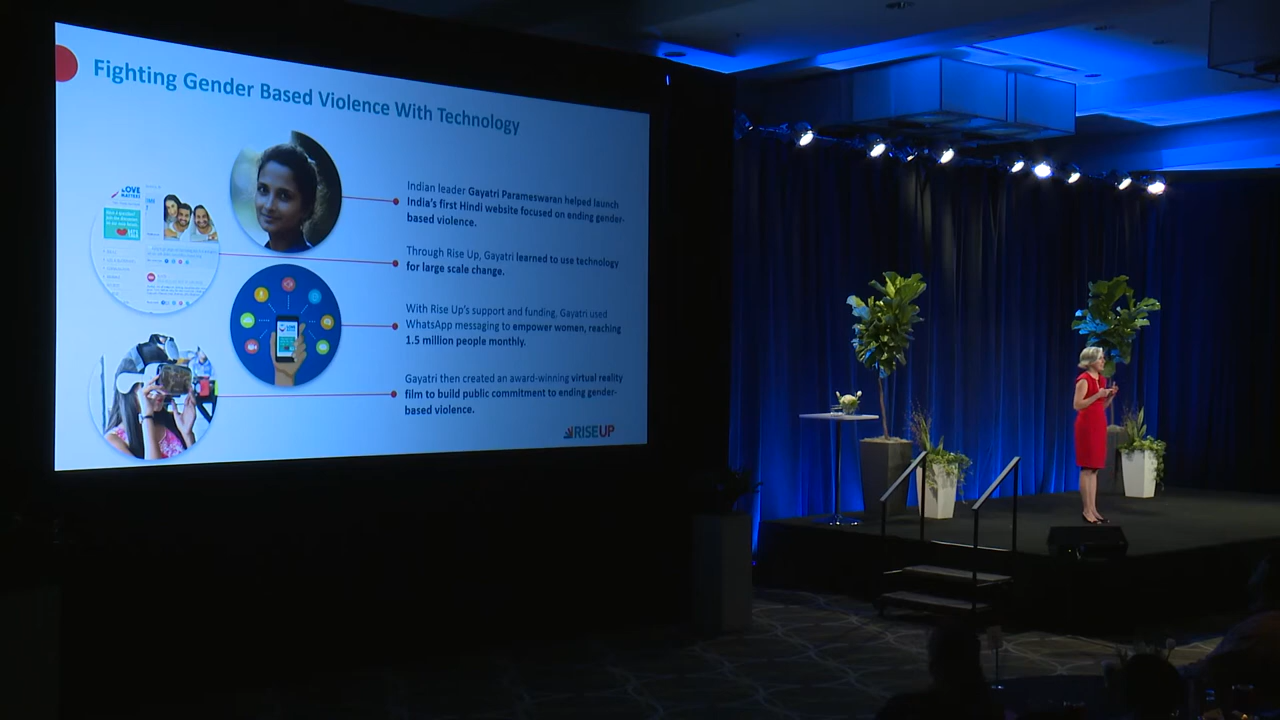 Fighting Gender Based Violence With Technology
LOVE
MATTERS
Indian leader Gayatri Parameswaran helped launch
India's first Hindi website focused on ending gender-
based violence.
Through Rise Up, Gayatri learned to use technology
for large scale change.
With Rise Up's support and funding, Gayatri used
WhatsApp messaging to empower women, reaching
1.5 million people monthly.
LOVE
Gayatri then created an award-winning virtual reality
film to build public commitment to ending gender-
based violence.
RISEUP